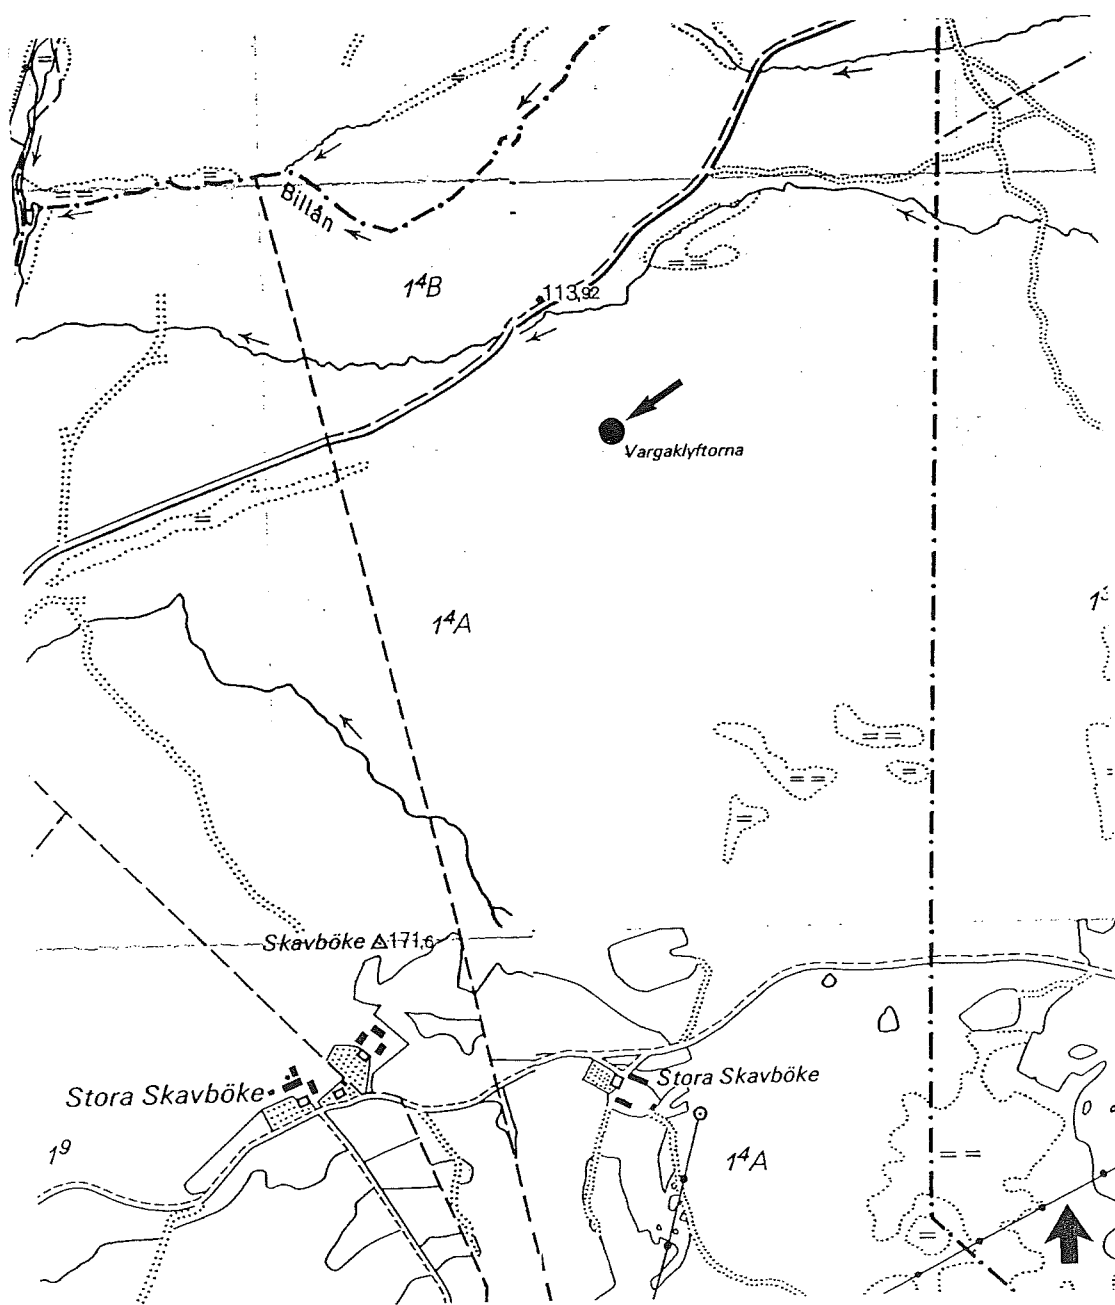 Billån
1⁴B
113,92
Vargaklyftorna
1⁴A
Skavböke 171,6
Stora Skavböke
Stora Skavböke
1⁹
1⁴A